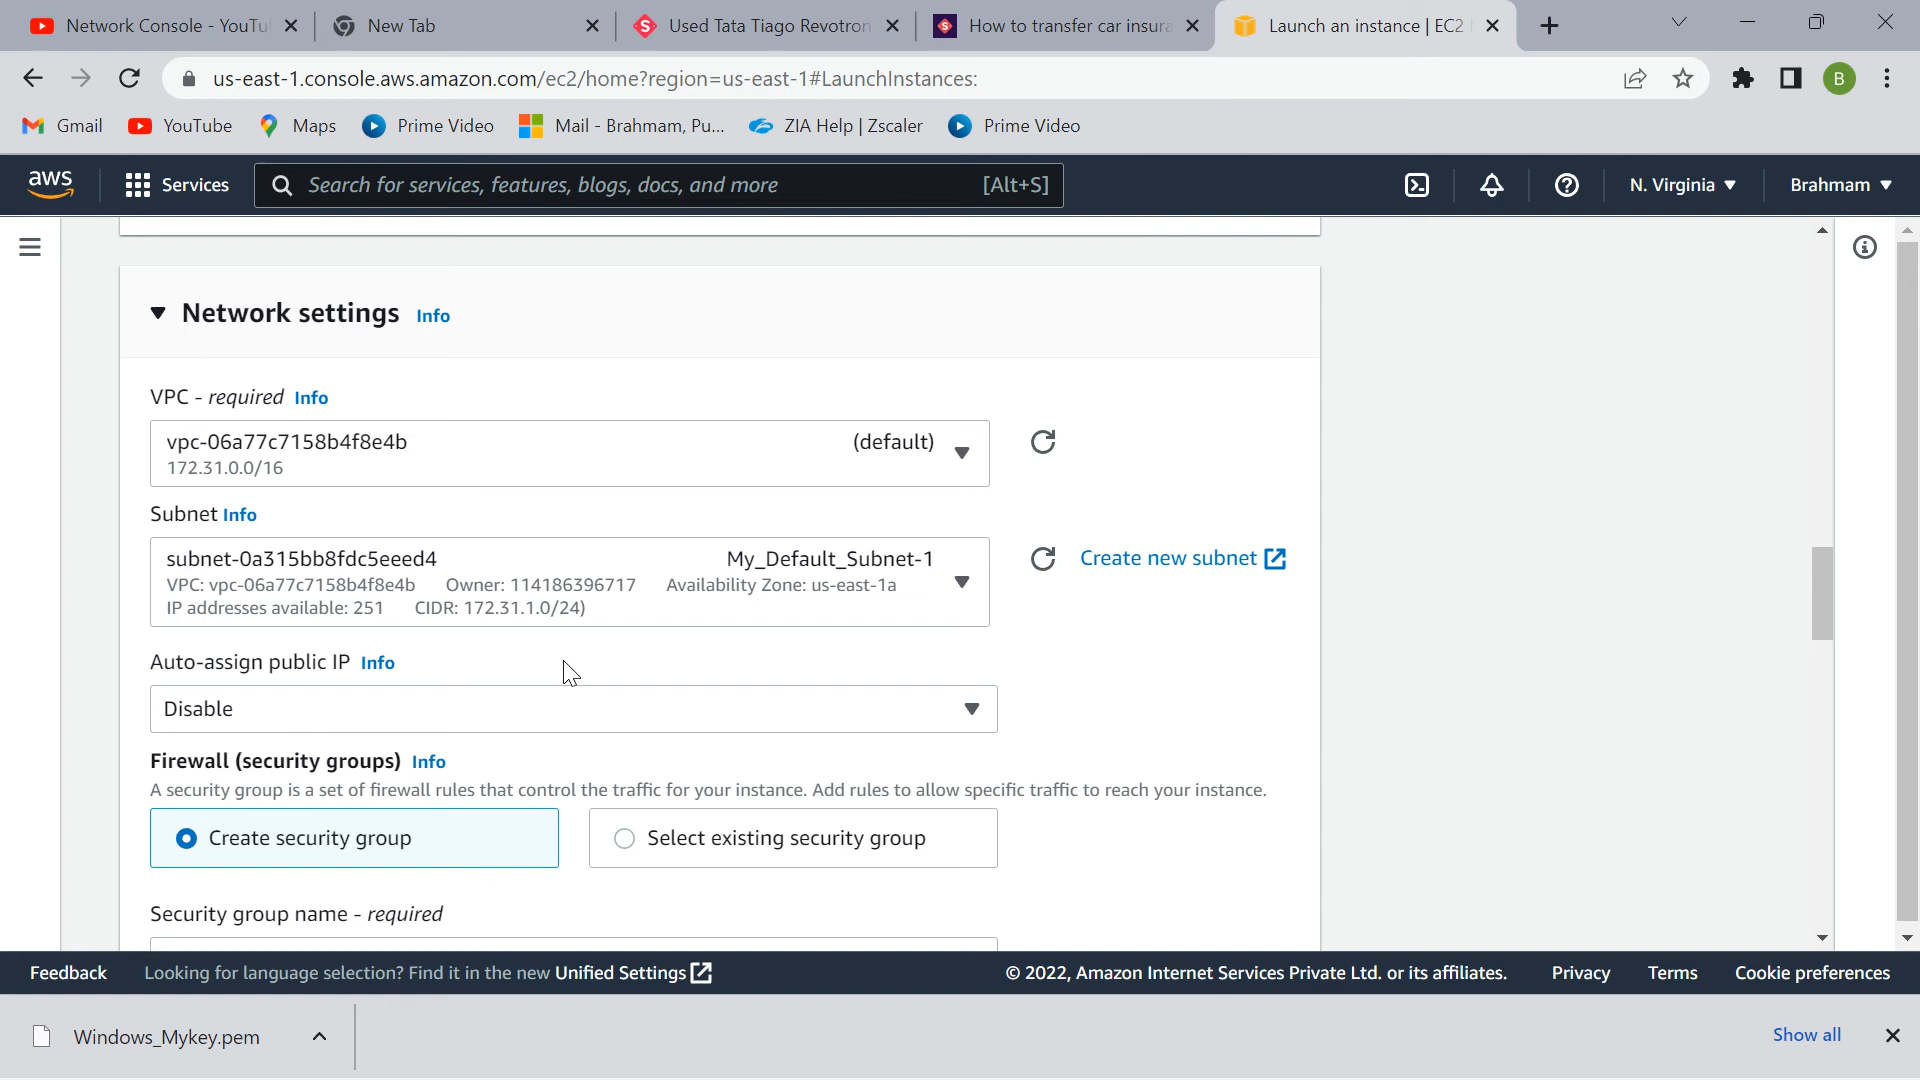 Network Console - YouTu
New Tab
Used Tata Tiago Revotron
How to transfer car insura
Launch an instance | EC2
us-east-1.console.aws.amazon.com/ec2/home?region=us-east-1#LaunchInstances:
B
Gmail
YouTube
Maps
Prime Video
Mail - Brahmam, Pu...
ZIA Help | Zscaler
Prime Video
aws
Services
Search for services, features, blogs, docs, and more
[Alt+S]
N. Virginia
Brahmam
Network settings Info
VPC - required Info
vpc-06a77c7158b4f8e4b (default)
172.31.0.0/16
Subnet Info
subnet-0a315bb8fdc5eeed4 My_Default_Subnet-1
VPC: vpc-06a77c7158b4f8e4b Owner: 114186396717 Availability Zone: us-east-1a
IP addresses available: 251 CIDR: 172.31.1.0/24)
Create new subnet
Auto-assign public IP Info
Disable
Firewall (security groups) Info
A security group is a set of firewall rules that control the traffic for your instance. Add rules to allow specific traffic to reach your instance.
Create security group
Select existing security group
Security group name - required
Feedback
Looking for language selection? Find it in the new Unified Settings
© 2022, Amazon Internet Services Private Ltd. or its affiliates.
Privacy
Terms
Cookie preferences
Windows_Mykey.pem
Show all